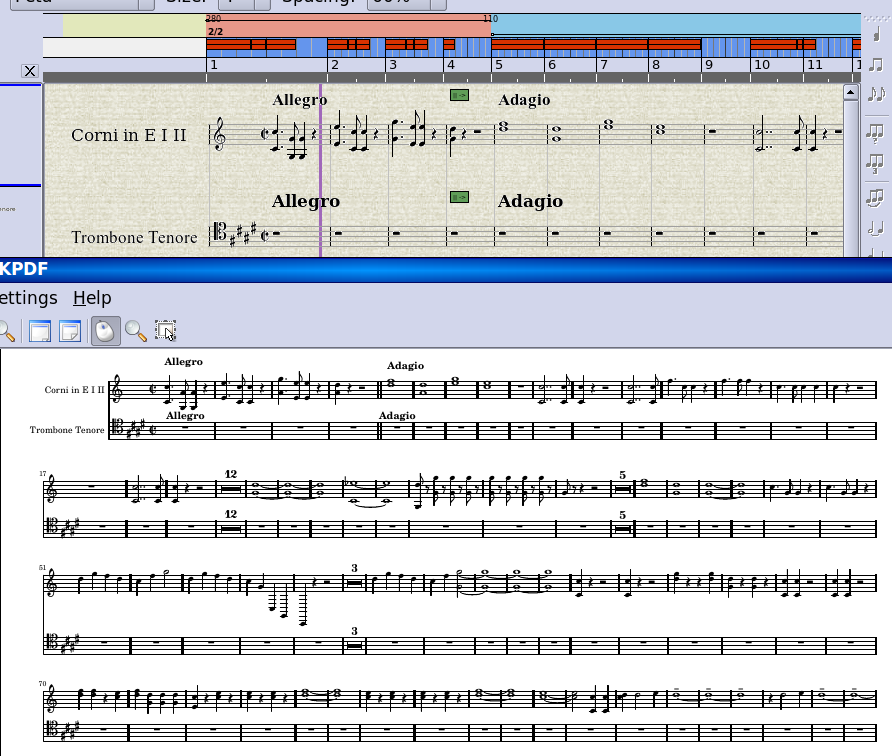 Size: Spacing:
280 110
2/2
1 2 3 4 5 6 7 8 9 10 11
X
Allegro Adagio
Corni in E I II
Allegro Adagio
Trombone Tenore
KPDF
ettings Help
Allegro Adagio
Corni in E I II
Allegro Adagio
Trombone Tenore
17 12 5
12 5
51 3
3
70